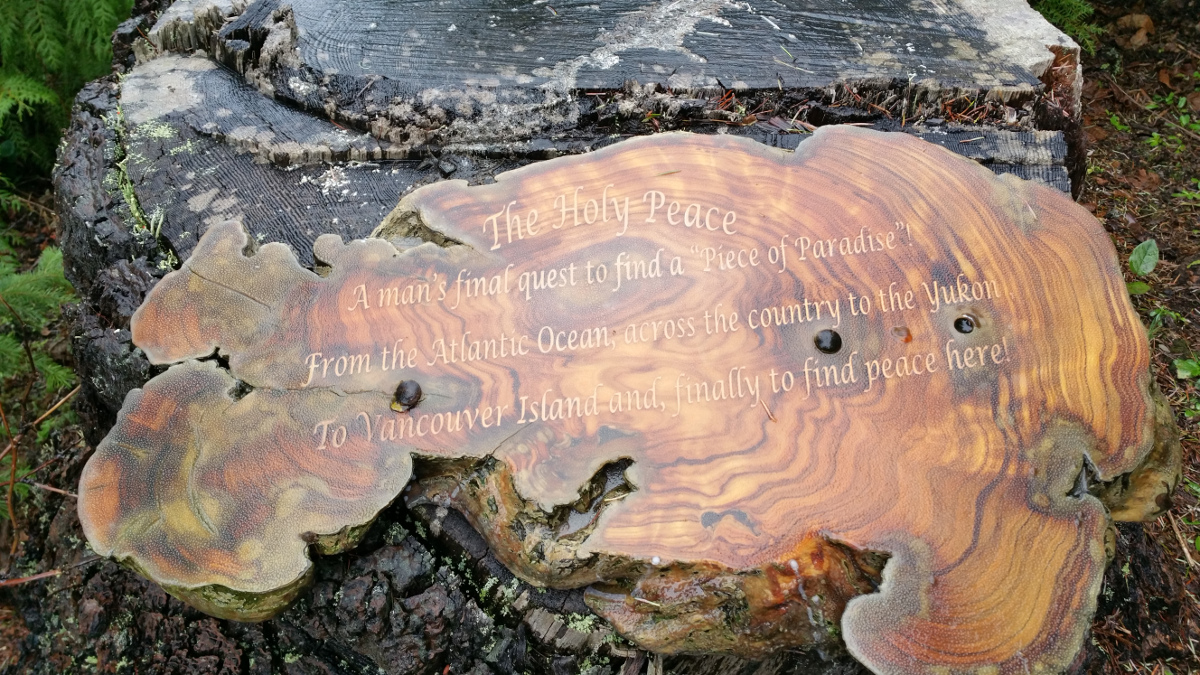 The Holy Peace
A man's final quest to find a "Piece of Paradise"!
From the Atlantic Ocean; across the country to the Yukon
To Vancouver Island and, finally to find peace here!